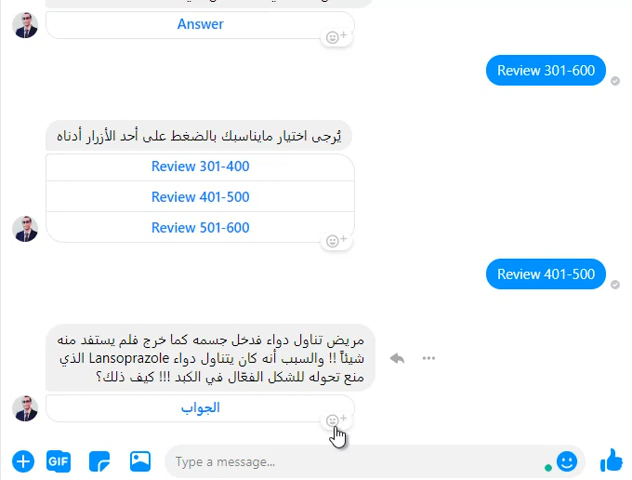 Answer
Review 301-600
يُرجى اختيار مايناسبك بالضغط على أحد الأزرار أدناه
Review 301-400
Review 401-500
Review 501-600
Review 401-500
مريض تناول دواء فدخل جسمه كما خرج فلم يستفد منه
شيئاً !! والسبب أنه كان يتناول دواء Lansoprazole الذي
منع تحوله للشكل الفعّال في الكبد !!! كيف ذلك؟
الجواب
GIF
Type a message...